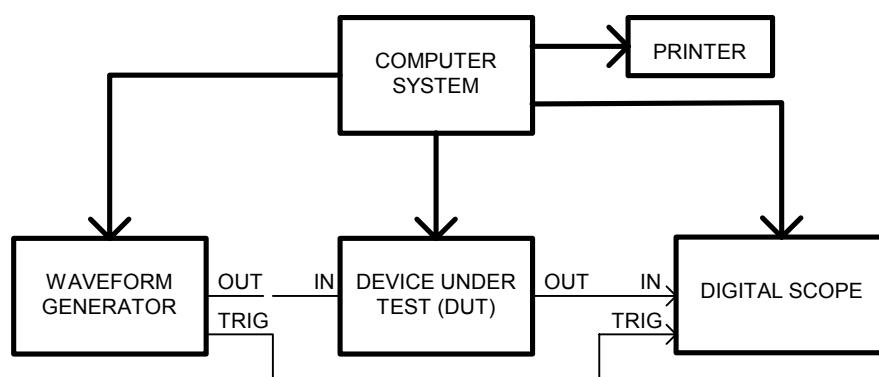 COMPUTER
SYSTEM
PRINTER
WAVEFORM
GENERATOR
OUT
TRIG
IN
DEVICE UNDER
TEST (DUT)
OUT
IN
TRIG
DIGITAL SCOPE